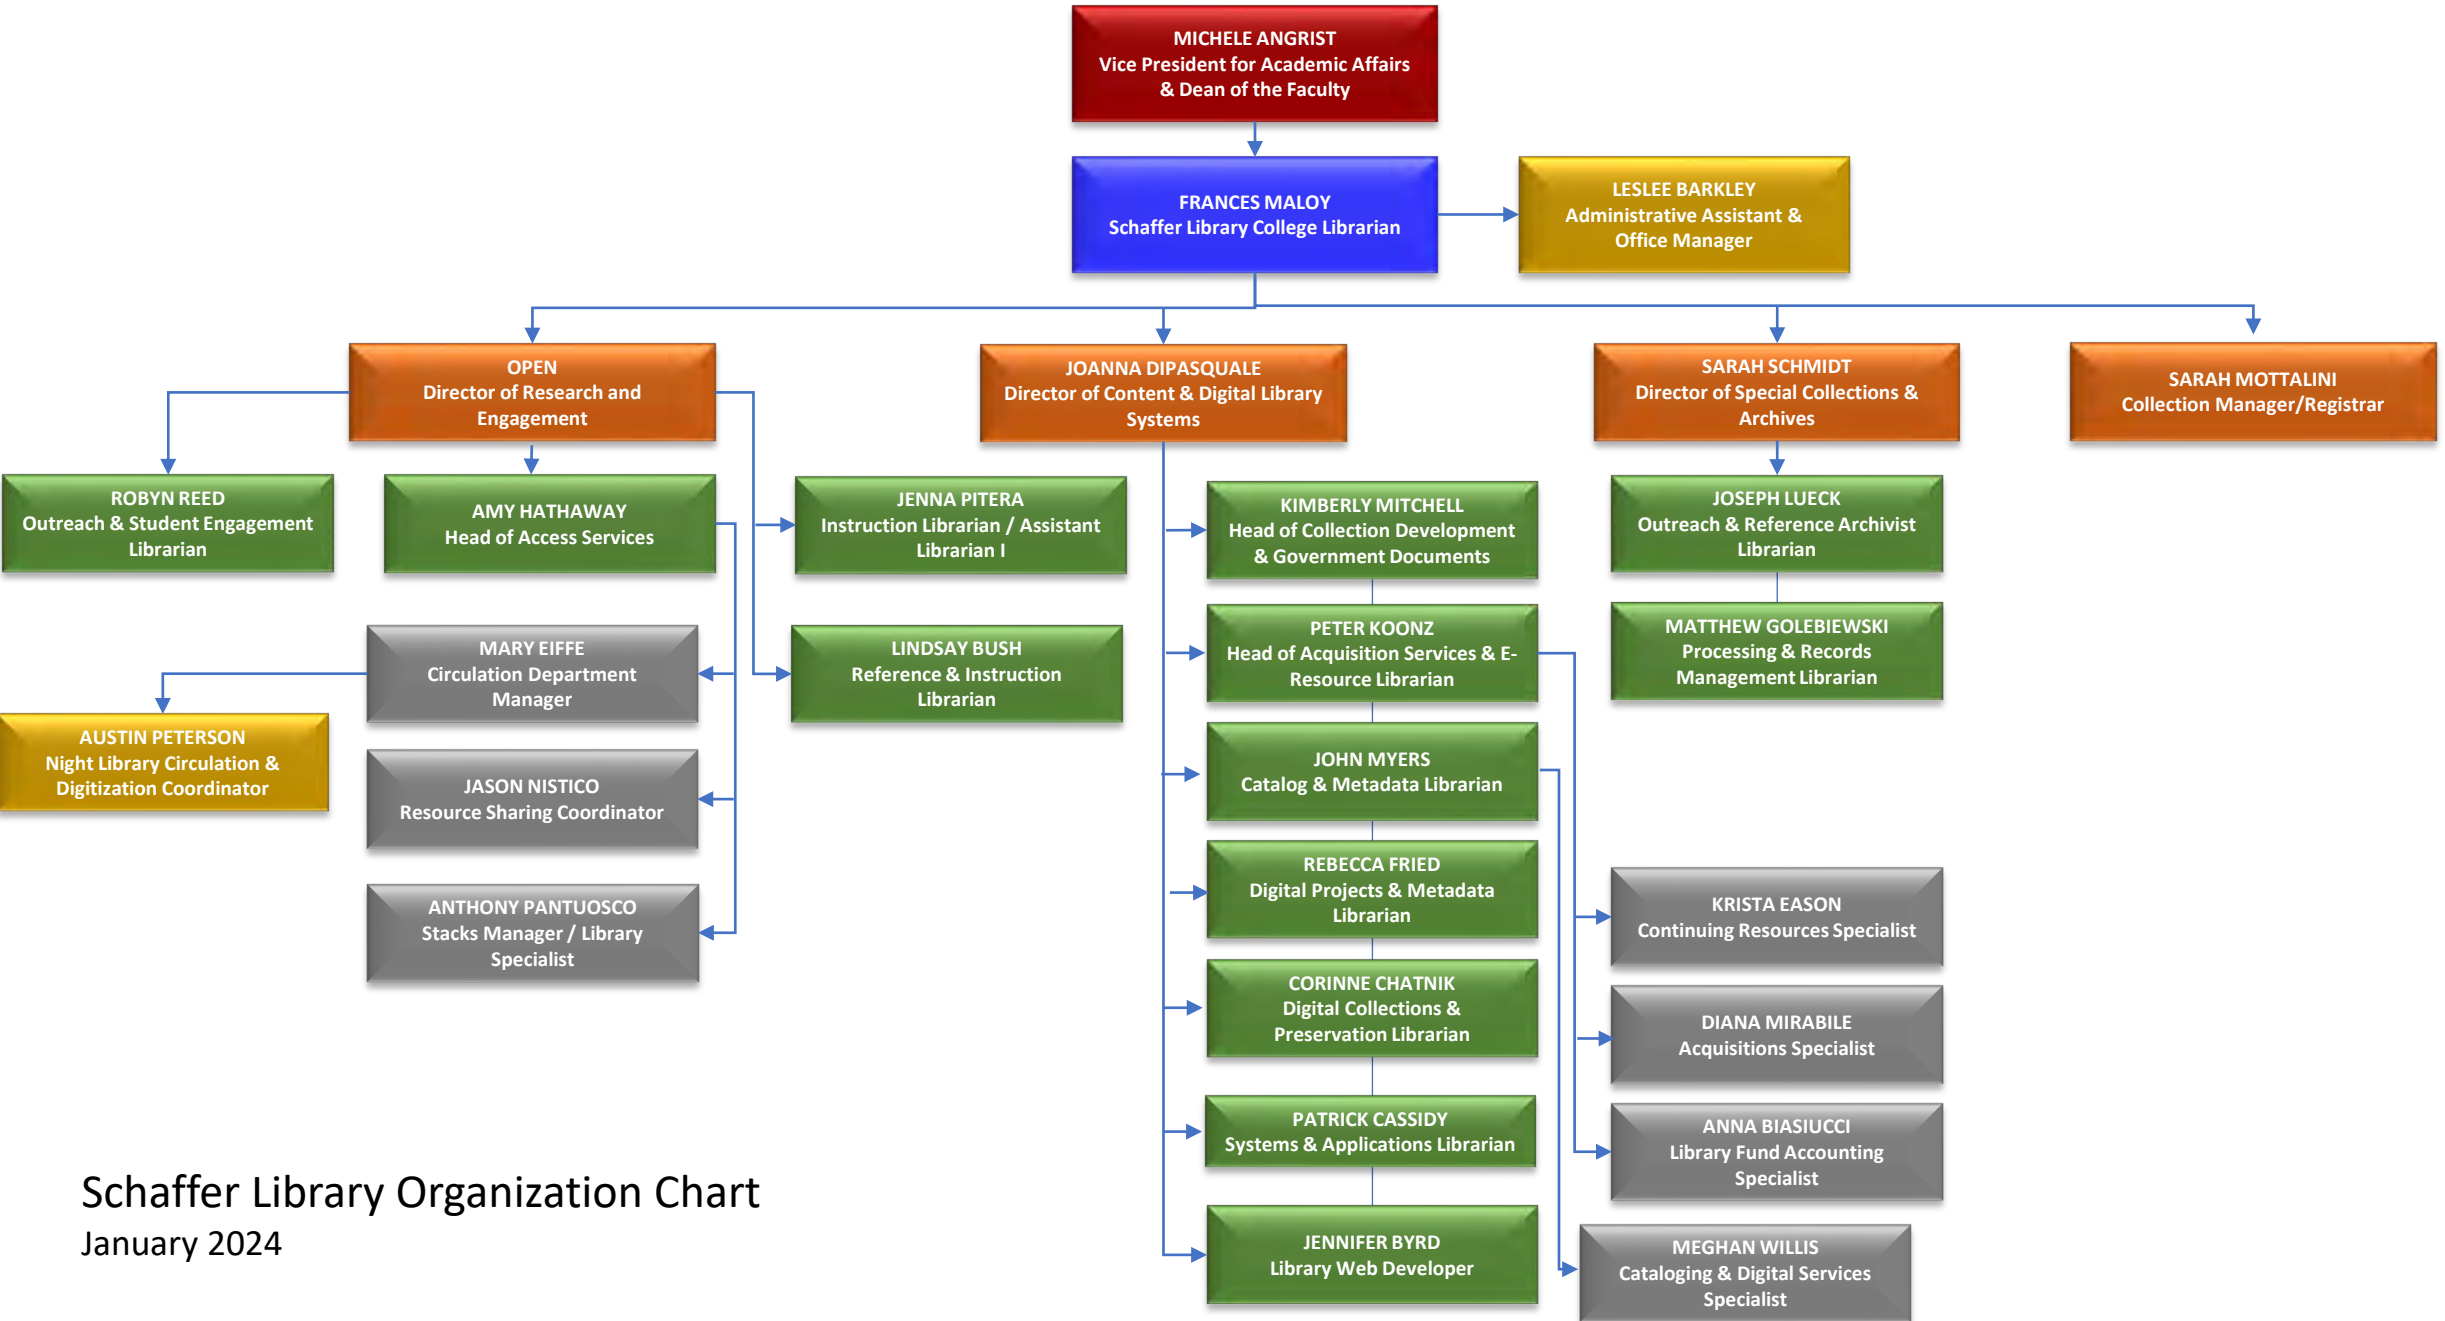 MICHELE ANGRIST
Vice President for Academic Affairs
& Dean of the Faculty
FRANCES MALOY
Schaffer Library College Librarian
LESLEE BARKLEY
Administrative Assistant &
Office Manager
OPEN
Director of Research and
Engagement
JOANNA DIPASQUALE
Director of Content & Digital Library
Systems
SARAH SCHMIDT
Director of Special Collections &
Archives
SARAH MOTTALINI
Collection Manager/Registrar
ROBYN REED
Outreach & Student Engagement
Librarian
AMY HATHAWAY
Head of Access Services
JENNA PITERA
Instruction Librarian / Assistant
Librarian I
KIMBERLY MITCHELL
Head of Collection Development
& Government Documents
JOSEPH LUECK
Outreach & Reference Archivist
Librarian
MARY EIFFE
Circulation Department
Manager
LINDSAY BUSH
Reference & Instruction
Librarian
PETER KOONZ
Head of Acquisition Services & E-
Resource Librarian
MATTHEW GOLEBIEWSKI
Processing & Records
Management Librarian
AUSTIN PETERSON
Night Library Circulation &
Digitization Coordinator
JASON NISTICO
Resource Sharing Coordinator
JOHN MYERS
Catalog & Metadata Librarian
ANTHONY PANTUOSCO
Stacks Manager / Library
Specialist
REBECCA FRIED
Digital Projects & Metadata
Librarian
KRISTA EASON
Continuing Resources Specialist
CORINNE CHATNIK
Digital Collections &
Preservation Librarian
DIANA MIRABILE
Acquisitions Specialist
PATRICK CASSIDY
Systems & Applications Librarian
ANNA BIASIUCCI
Library Fund Accounting
Specialist
JENNIFER BYRD
Library Web Developer
MEGHAN WILLIS
Cataloging & Digital Services
Specialist
Schaffer Library Organization Chart
January 2024